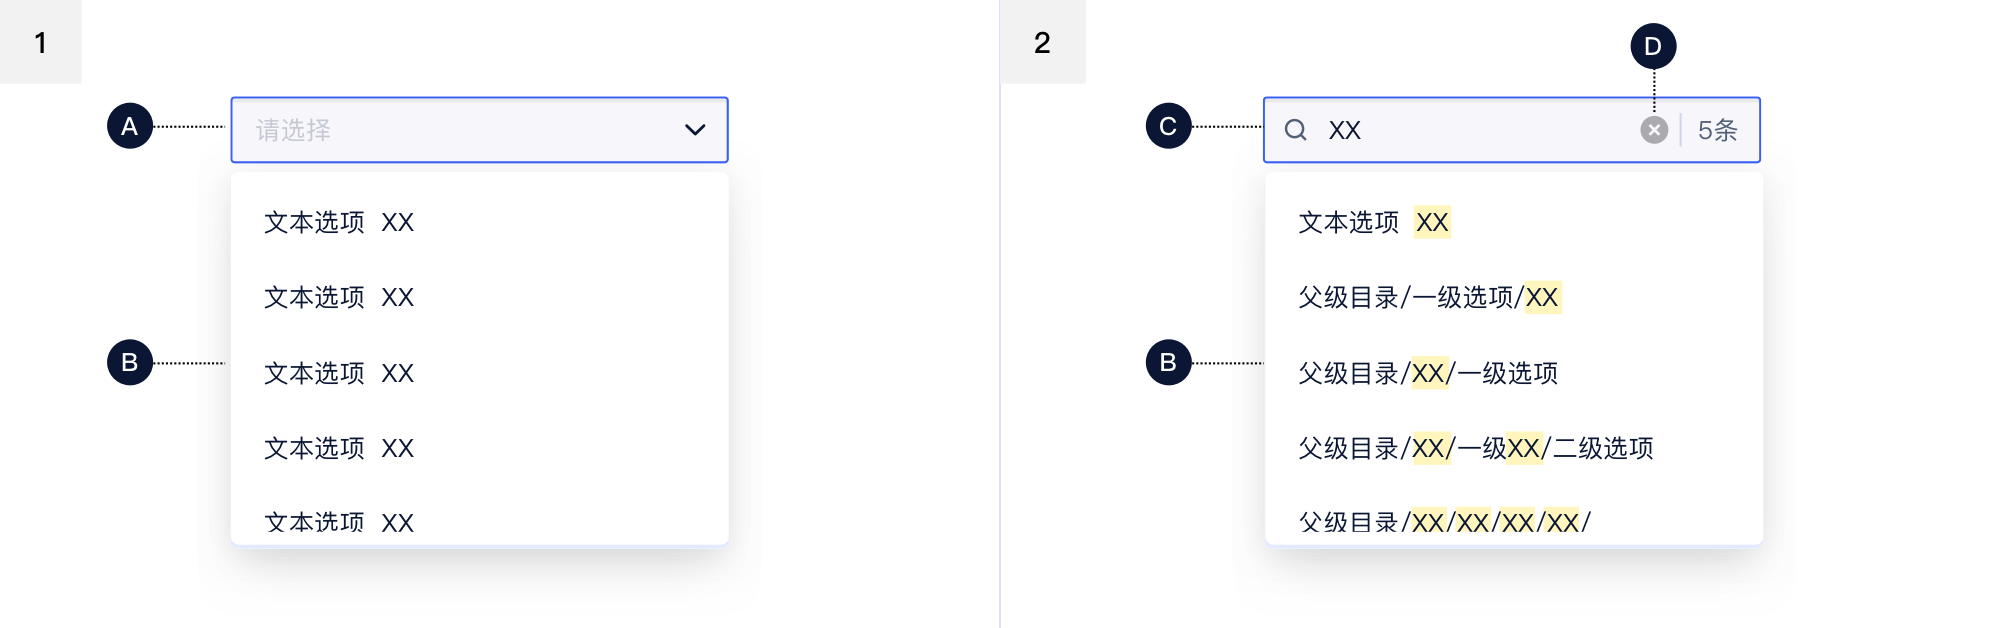 1
A
请选择
文本选项 XX
文本选项 XX
B
文本选项 XX
文本选项 XX
文本选项 XX
2
D
C
XX
5条
文本选项 XX
父级目录/一级选项/XX
B
父级目录/XX/一级选项
父级目录/XX/一级XX/二级选项
父级目录/XX/XX/XX/XX/